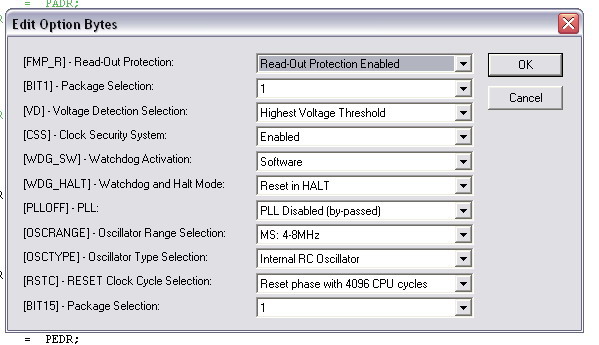 = PADR;
Edit Option Bytes
[FMP_R] - Read-Out Protection:
Read-Out Protection Enabled
OK
[BIT1] - Package Selection:
1
Cancel
[VD] - Voltage Detection Selection:
Highest Voltage Threshold
[CSS] - Clock Security System:
Enabled
[WDG_SW] - Watchdog Activation:
Software
[WDG_HALT] - Watchdog and Halt Mode:
Reset in HALT
[PLLOFF] - PLL:
PLL Disabled (by-passed)
[OSCRANGE] - Oscillator Range Selection:
MS: 4-8MHz
[OSCTYPE] - Oscillator Type Selection:
Internal RC Oscillator
[RSTC] - RESET Clock Cycle Selection:
Reset phase with 4096 CPU cycles
[BIT15] - Package Selection:
1
= PEDR;